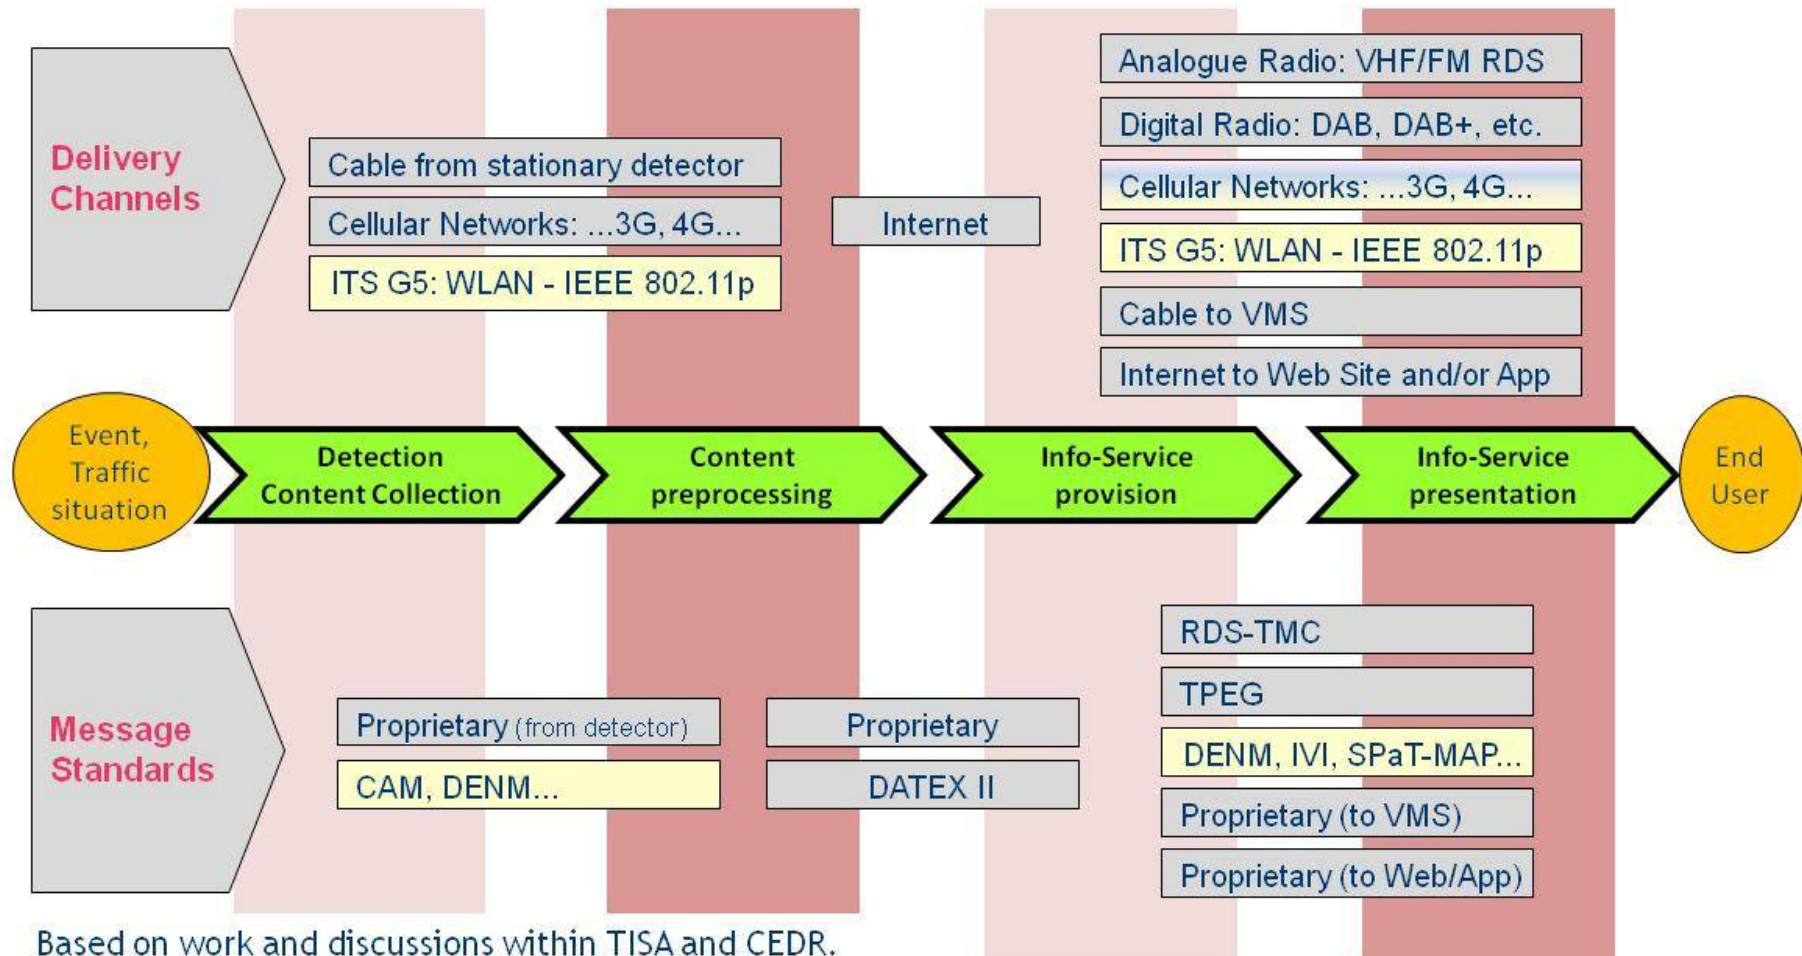 Delivery
Channels
Cable from stationary detector
Cellular Networks: ...3G, 4G...
ITS G5: WLAN - IEEE 802.11p
Internet
Analogue Radio: VHF/FM RDS
Digital Radio: DAB, DAB+, etc.
Cellular Networks: ...3G, 4G...
ITS G5: WLAN - IEEE 802.11p
Cable to VMS
Internet to Web Site and/or App
Event,
Traffic
situation
Detection
Content Collection
Content
preprocessing
Info-Service
provision
Info-Service
presentation
End
User
Message
Standards
Proprietary (from detector)
CAM, DENM...
Proprietary
DATEX II
RDS-TMC
TPEG
DENM, IVI, SPaT-MAP...
Proprietary (to VMS)
Proprietary (to Web/App)
Based on work and discussions within TISA and CEDR.